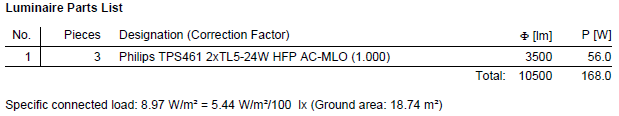 Luminaire Parts List
No. Pieces Designation (Correction Factor) Φ [lm] P [W]
1 3 Philips TPS461 2xTL5-24W HFP AC-MLO (1.000) 3500 56.0
Total: 10500 168.0
Specific connected load: 8.97 W/m² = 5.44 W/m²/100 lx (Ground area: 18.74 m²)